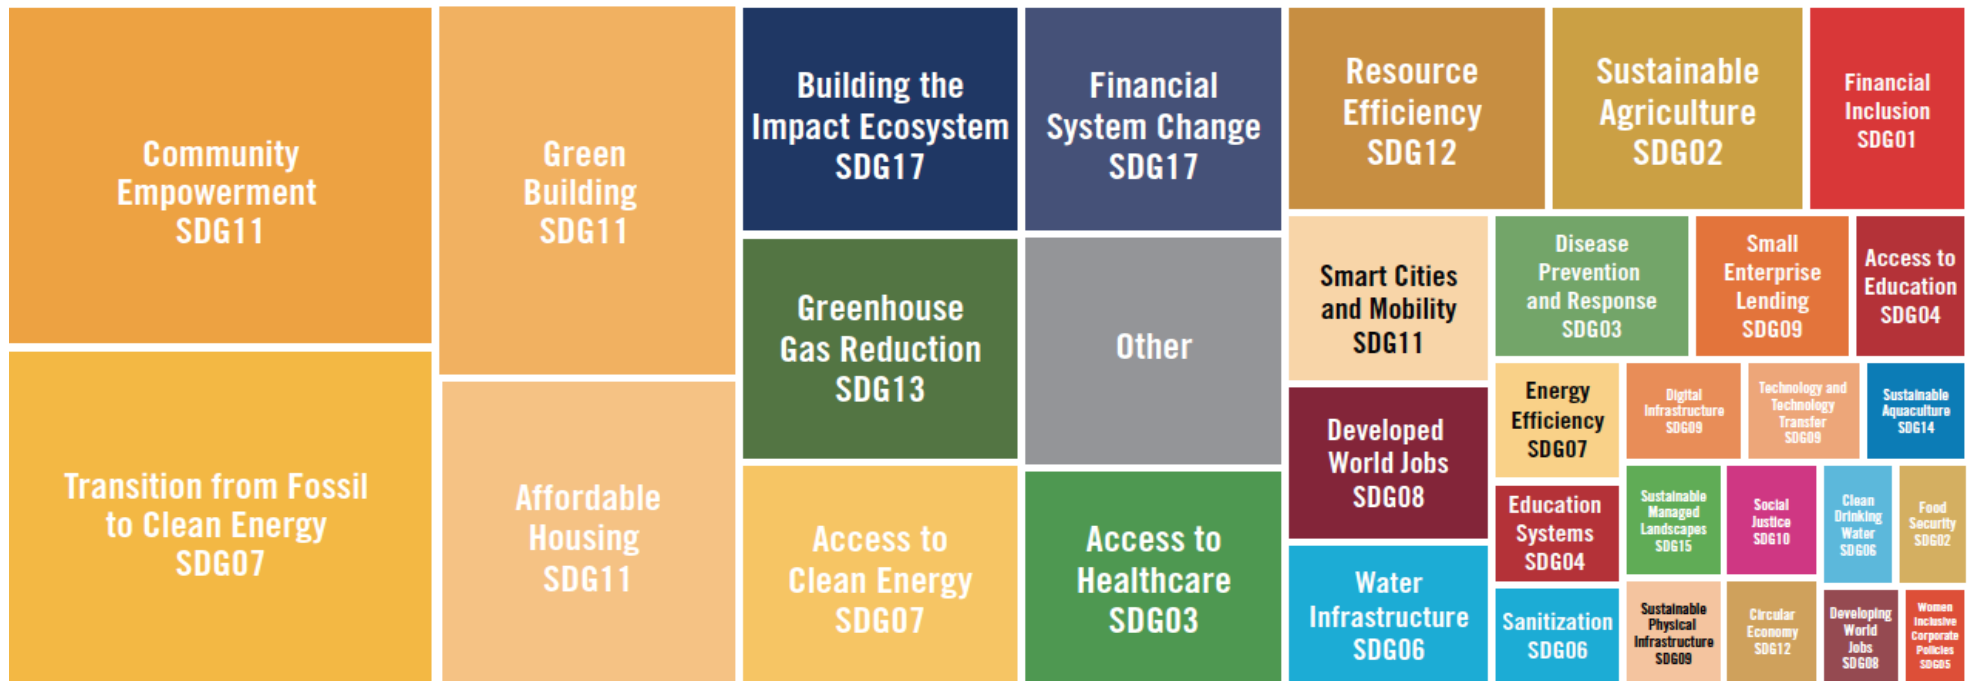 Community
Empowerment
SDG11
Transition from Fossil
to Clean Energy
SDG07
Green
Building
SDG11
Affordable
Housing
SDG11
Building the
Impact Ecosystem
SDG17
Greenhouse
Gas Reduction
SDG13
Access to
Clean Energy
SDG07
Financial
System Change
SDG17
Other
Access to
Healthcare
SDG03
Resource
Efficiency
SDG12
Sustainable
Agriculture
SDG02
Financial
Inclusion
SDG01
Smart Cities
and Mobility
SDG11
Developed
World Jobs
SDG08
Water
Infrastructure
SDG06
Disease
Prevention
and Response
SDG03
Small
Enterprise
Lending
SDG09
Access to
Education
SDG04
Energy
Efficiency
SDG07
Education
Systems
SDG04
Sanitization
SDG06
Digital
Infrastructure
SDG09
Technology and
Technology
Transfer
SDG09
Sustainable
Aquaculture
SDG14
Sustainable
Managed
Landscapes
SDG15
Social
Justice
SDG10
Clean
Drinking
Water
SDG06
Food
Security
SDG02
Sustainable
Physical
Infrastructure
SDG09
Circular
Economy
SDG12
Developing
World
Jobs
SDG08
Women
Inclusive
Corporate
Policies
SDG05